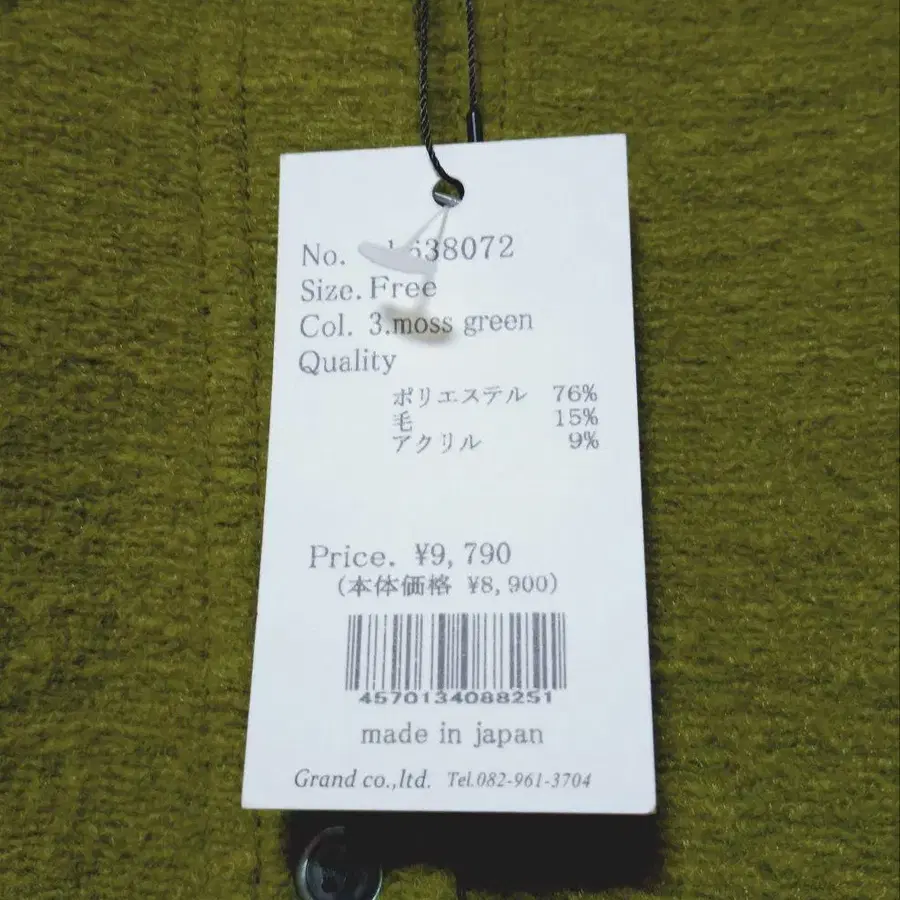 No. 638072
Size. Free
Col. 3.moss green
Quality
ポリエステル 76%
毛 15%
アクリル 9%
Price. ¥9,790
(本体価格 ¥8,900)
4570134088251
made in japan
Grand co.,ltd. Tel.082-961-3704